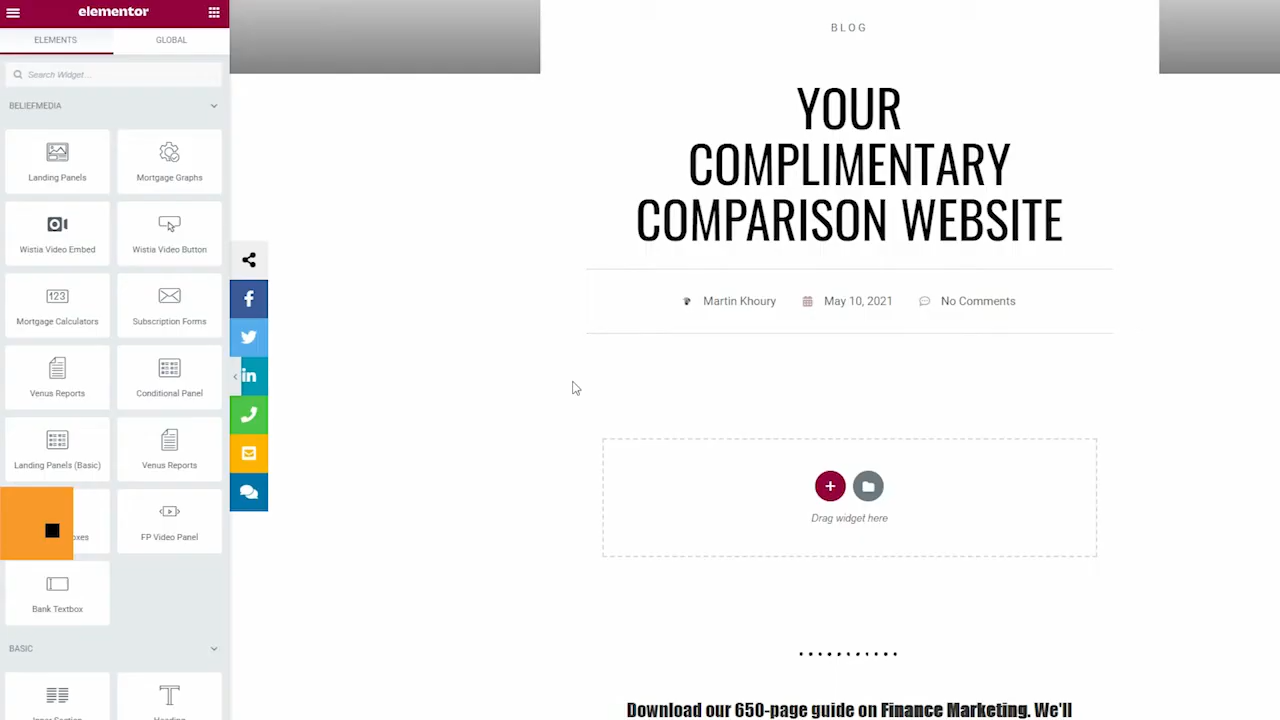 elementor
ELEMENTS
GLOBAL
Search Widget...
BELIEFMEDIA
Landing Panels
Mortgage Graphs
Wistia Video Embed
Wistia Video Button
123
Mortgage Calculators
Subscription Forms
Venus Reports
Conditional Panel
Landing Panels (Basic)
Venus Reports
oxes
FP Video Panel
Bank Textbox
BASIC
BLOG
YOUR
COMPLIMENTARY
COMPARISON WEBSITE
Martin Khoury
May 10, 2021
No Comments
Drag widget here
Download our 650-page guide on Finance Marketing. We'll